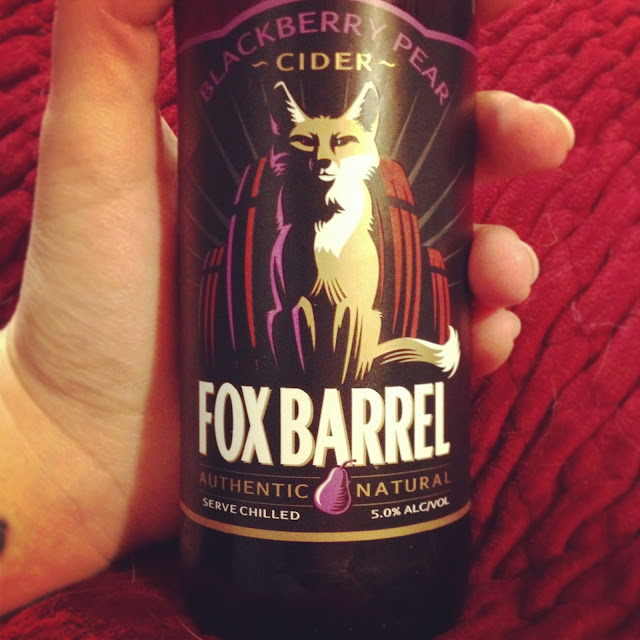 BLACKBERRY PEAR
~ CIDER ~
FOX BARREL
AUTHENTIC NATURAL
SERVE CHILLED 5.0% ALC/VOL